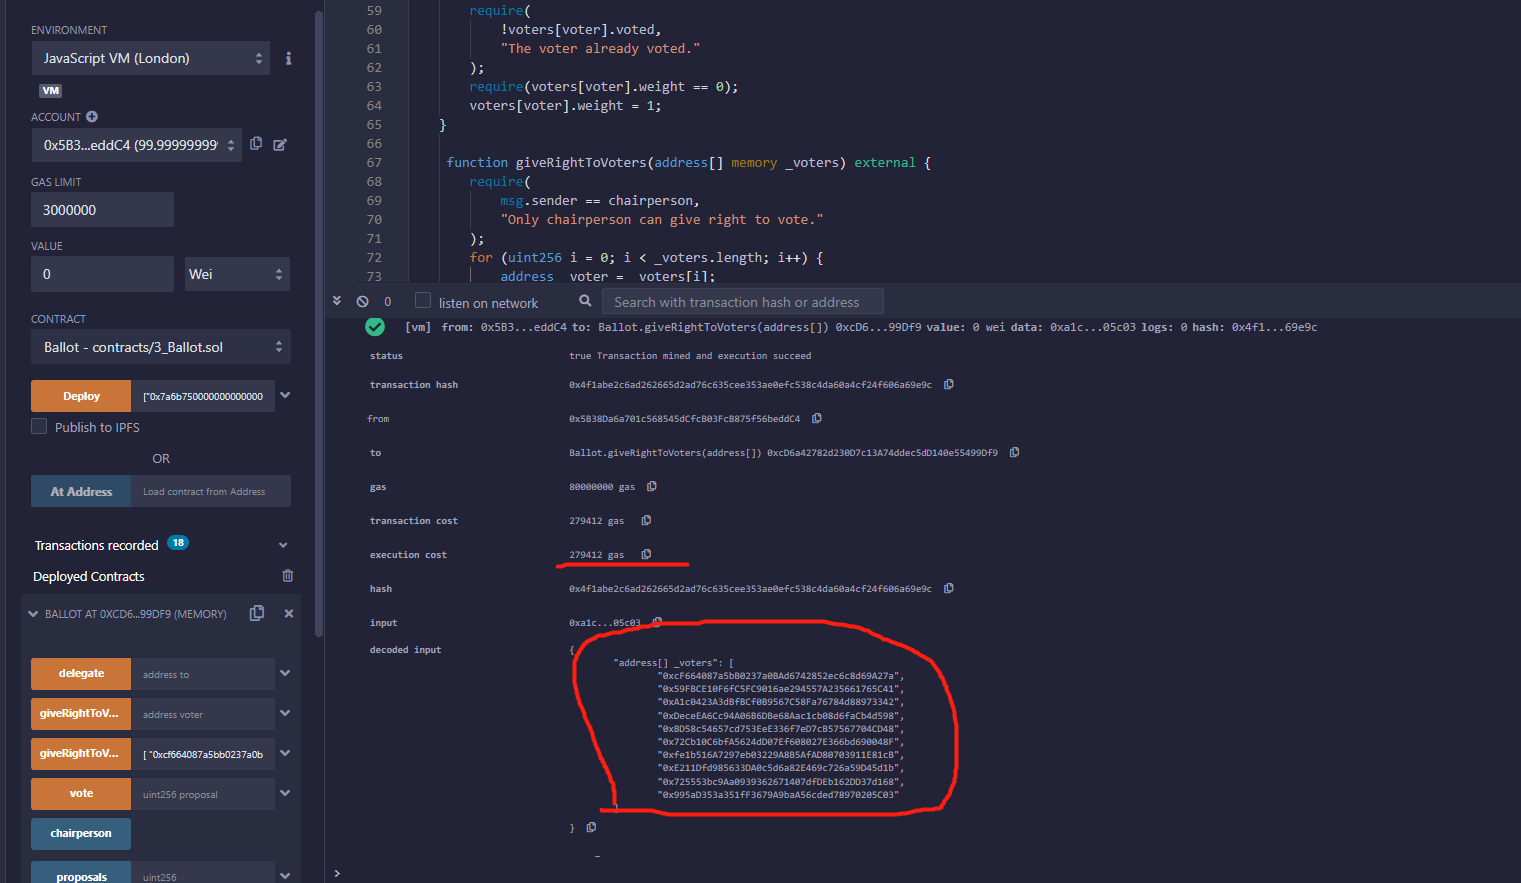 ENVIRONMENT
JavaScript VM (London)
VM
ACCOUNT
0x5B3...eddC4 (99.99999999
GAS LIMIT
3000000
VALUE
0
Wei
CONTRACT
Ballot - contracts/3_Ballot.sol
Deploy
["0x7a6b750000000000000
Publish to IPFS
OR
At Address
Load contract from Address
Transactions recorded 18
Deployed Contracts
BALLOT AT 0XCD6...99DF9 (MEMORY)
delegate
address to
giveRightToV...
address voter
giveRightToV...
[ "0xcf664087a5bb0237a0b
vote
uint256 proposal
chairperson
proposals
uint256
59 require(
60 !voters[voter].voted,
61 "The voter already voted."
62 );
63 require(voters[voter].weight == 0);
64 voters[voter].weight = 1;
65 }
66
67 function giveRightToVoters(address[] memory _voters) external {
68 require(
69 msg.sender == chairperson,
70 "Only chairperson can give right to vote."
71 );
72 for (uint256 i = 0; i < _voters.length; i++) {
73 address voter = voters[i];
0
listen on network
Search with transaction hash or address
[vm] from: 0x5B3...eddC4 to: Ballot.giveRightToVoters(address[]) 0xcD6...99Df9 value: 0 wei data: 0xa1c...05c03 logs: 0 hash: 0x4f1...69e9c
status true Transaction mined and execution succeed
transaction hash 0x4f1abe2c6ad262665d2ad76c635cee353ae0efc538c4da60a4cf24f606a69e9c
from 0x5B38Da6a701c568545dCfcB03FcB875f56beddC4
to Ballot.giveRightToVoters(address[]) 0xcD6a42782d230D7c13A74ddec5dD140e55499Df9
gas 80000000 gas
transaction cost 279412 gas
execution cost 279412 gas
hash 0x4f1abe2c6ad262665d2ad76c635cee353ae0efc538c4da60a4cf24f606a69e9c
input 0xa1c...05c03
decoded input {
"address[] _voters": [
"0xcF664087a5bB0237a0BAd6742852ec6c8d69A27a",
"0x59F8CE10F6fC5FC9016ae294557A235661765C41",
"0xA1c0423A3dBfBCf0B9567C58Fa76784d88973342",
"0xDeceEA6Cc94A06B6DBe68Aac1cb08d6faCb4d598",
"0xBD58c54657cd753EeE336f7eD7cB57567704CD48",
"0x72Cb10C6bfA5624dD07Ef608027E366bd690048F",
"0xfe1b516A7297eb03229A8B5AfAD80703911E81cB",
"0xE211Dfd985633DA0c5d6a82E469c726a59D45d1b",
"0x725553bc9Aa0939362671407dfDEb162DD37d168",
"0x995aD353a351fF3679A9baA56cded78970205C03"
]
}
>